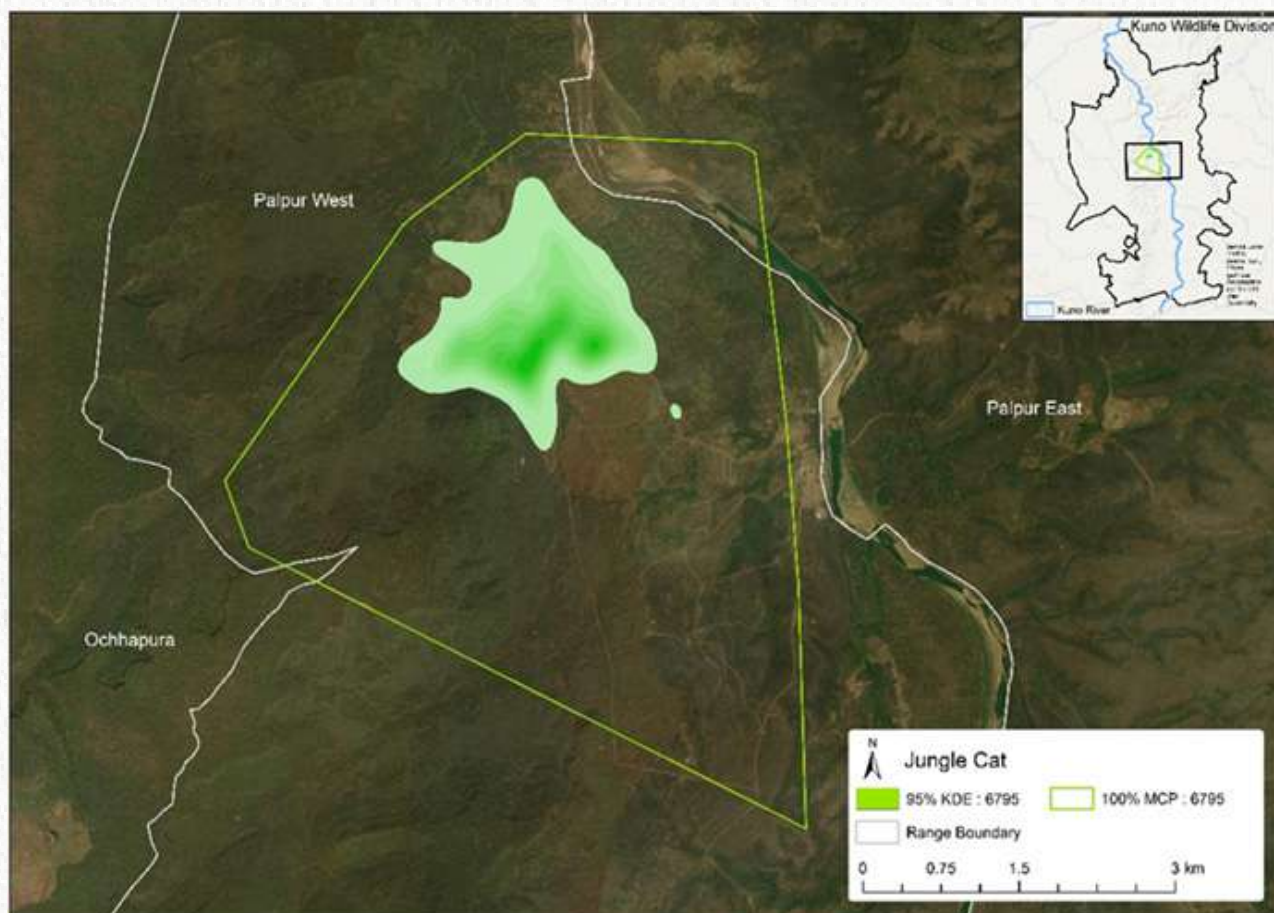 Kuno Wildlife Division
Kuno River
Palpur West
Palpur East
Ochhapura
N
Jungle Cat
95% KDE : 6795
100% MCP : 6795
Range Boundary
0 0.75 1.5 3 km